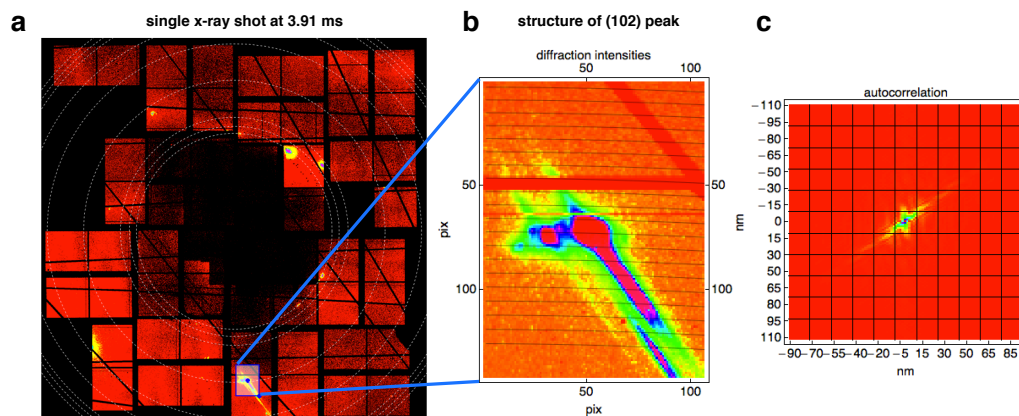 a
single x-ray shot at 3.91 ms
b
structure of (102) peak
c
diffraction intensities
50 100
50
100
pix
50
100
50 100
pix
autocorrelation
−110
−95
−80
−65
−50
−30
−15
0
15
30
50
65
80
95
110
nm
−90−70−55 −40 −20 −5 15 30 50 65 85
nm